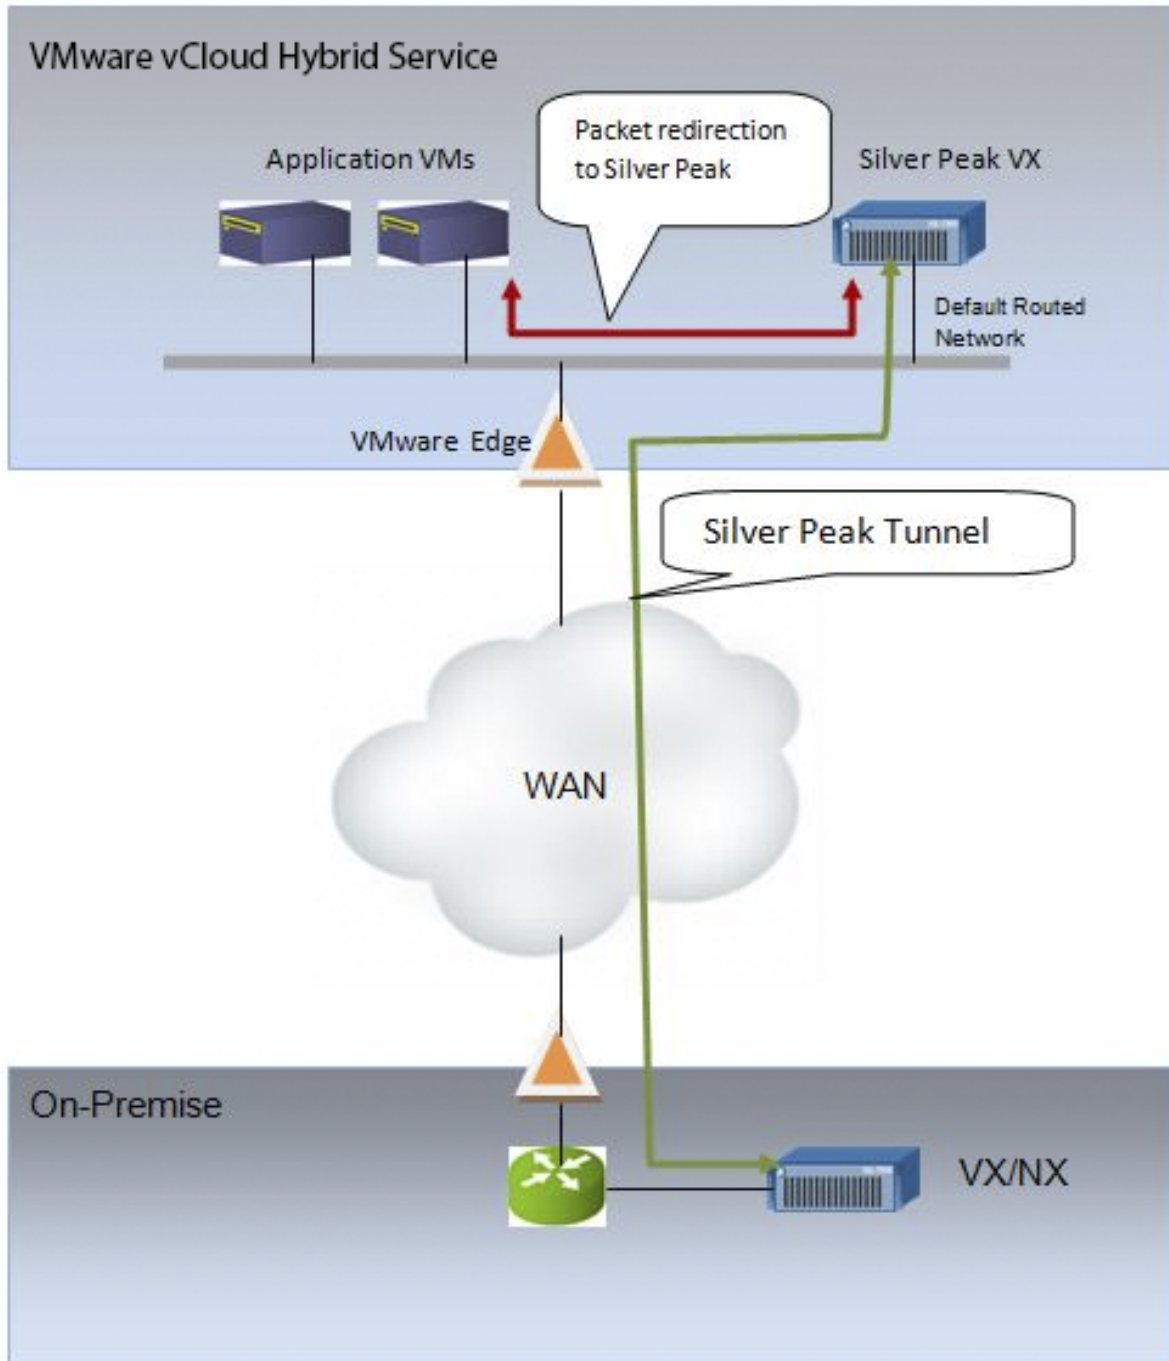 VMware vCloud Hybrid Service
Packet redirection
to Silver Peak
Application VMs
Silver Peak VX
Default Routed
Network
VMware Edge
Silver Peak Tunnel
WAN
On-Premise
VX/NX